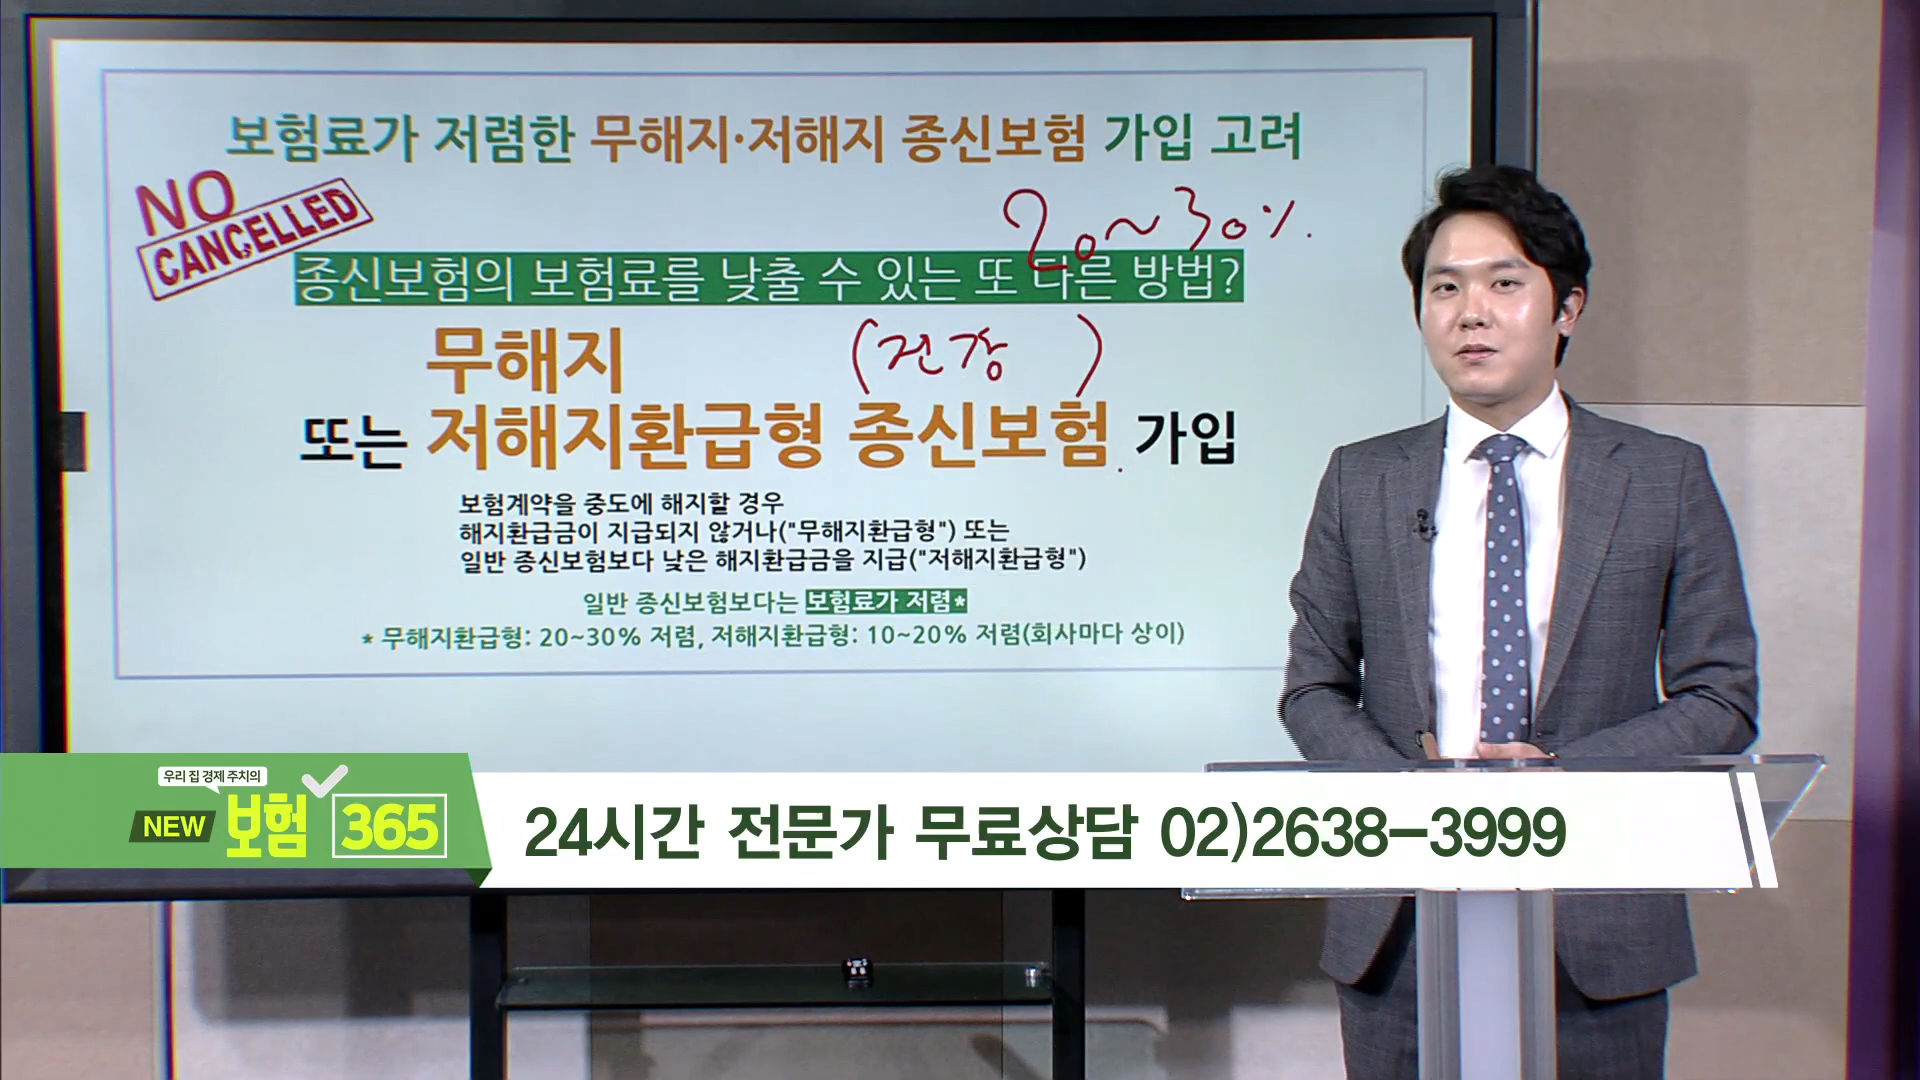 보험료가 저렴한 무해지·저해지 종신보험 가입 고려
NO
CANCELLED
20~30%.
종신보험의 보험료를 낮출 수 있는 또 다른 방법?
무해지
(건강 )
또는 저해지환급형 종신보험 가입
보험계약을 중도에 해지할 경우
해지환급금이 지급되지 않거나("무해지환급형") 또는
일반 종신보험보다 낮은 해지환급금을 지급("저해지환급형")
일반 종신보험보다는 보험료가 저렴*
* 무해지환급형: 20~30% 저렴, 저해지환급형: 10~20% 저렴(회사마다 상이)
우리 집 경제 주치의
NEW 보험 365
24시간 전문가 무료상담 02)2638-3999